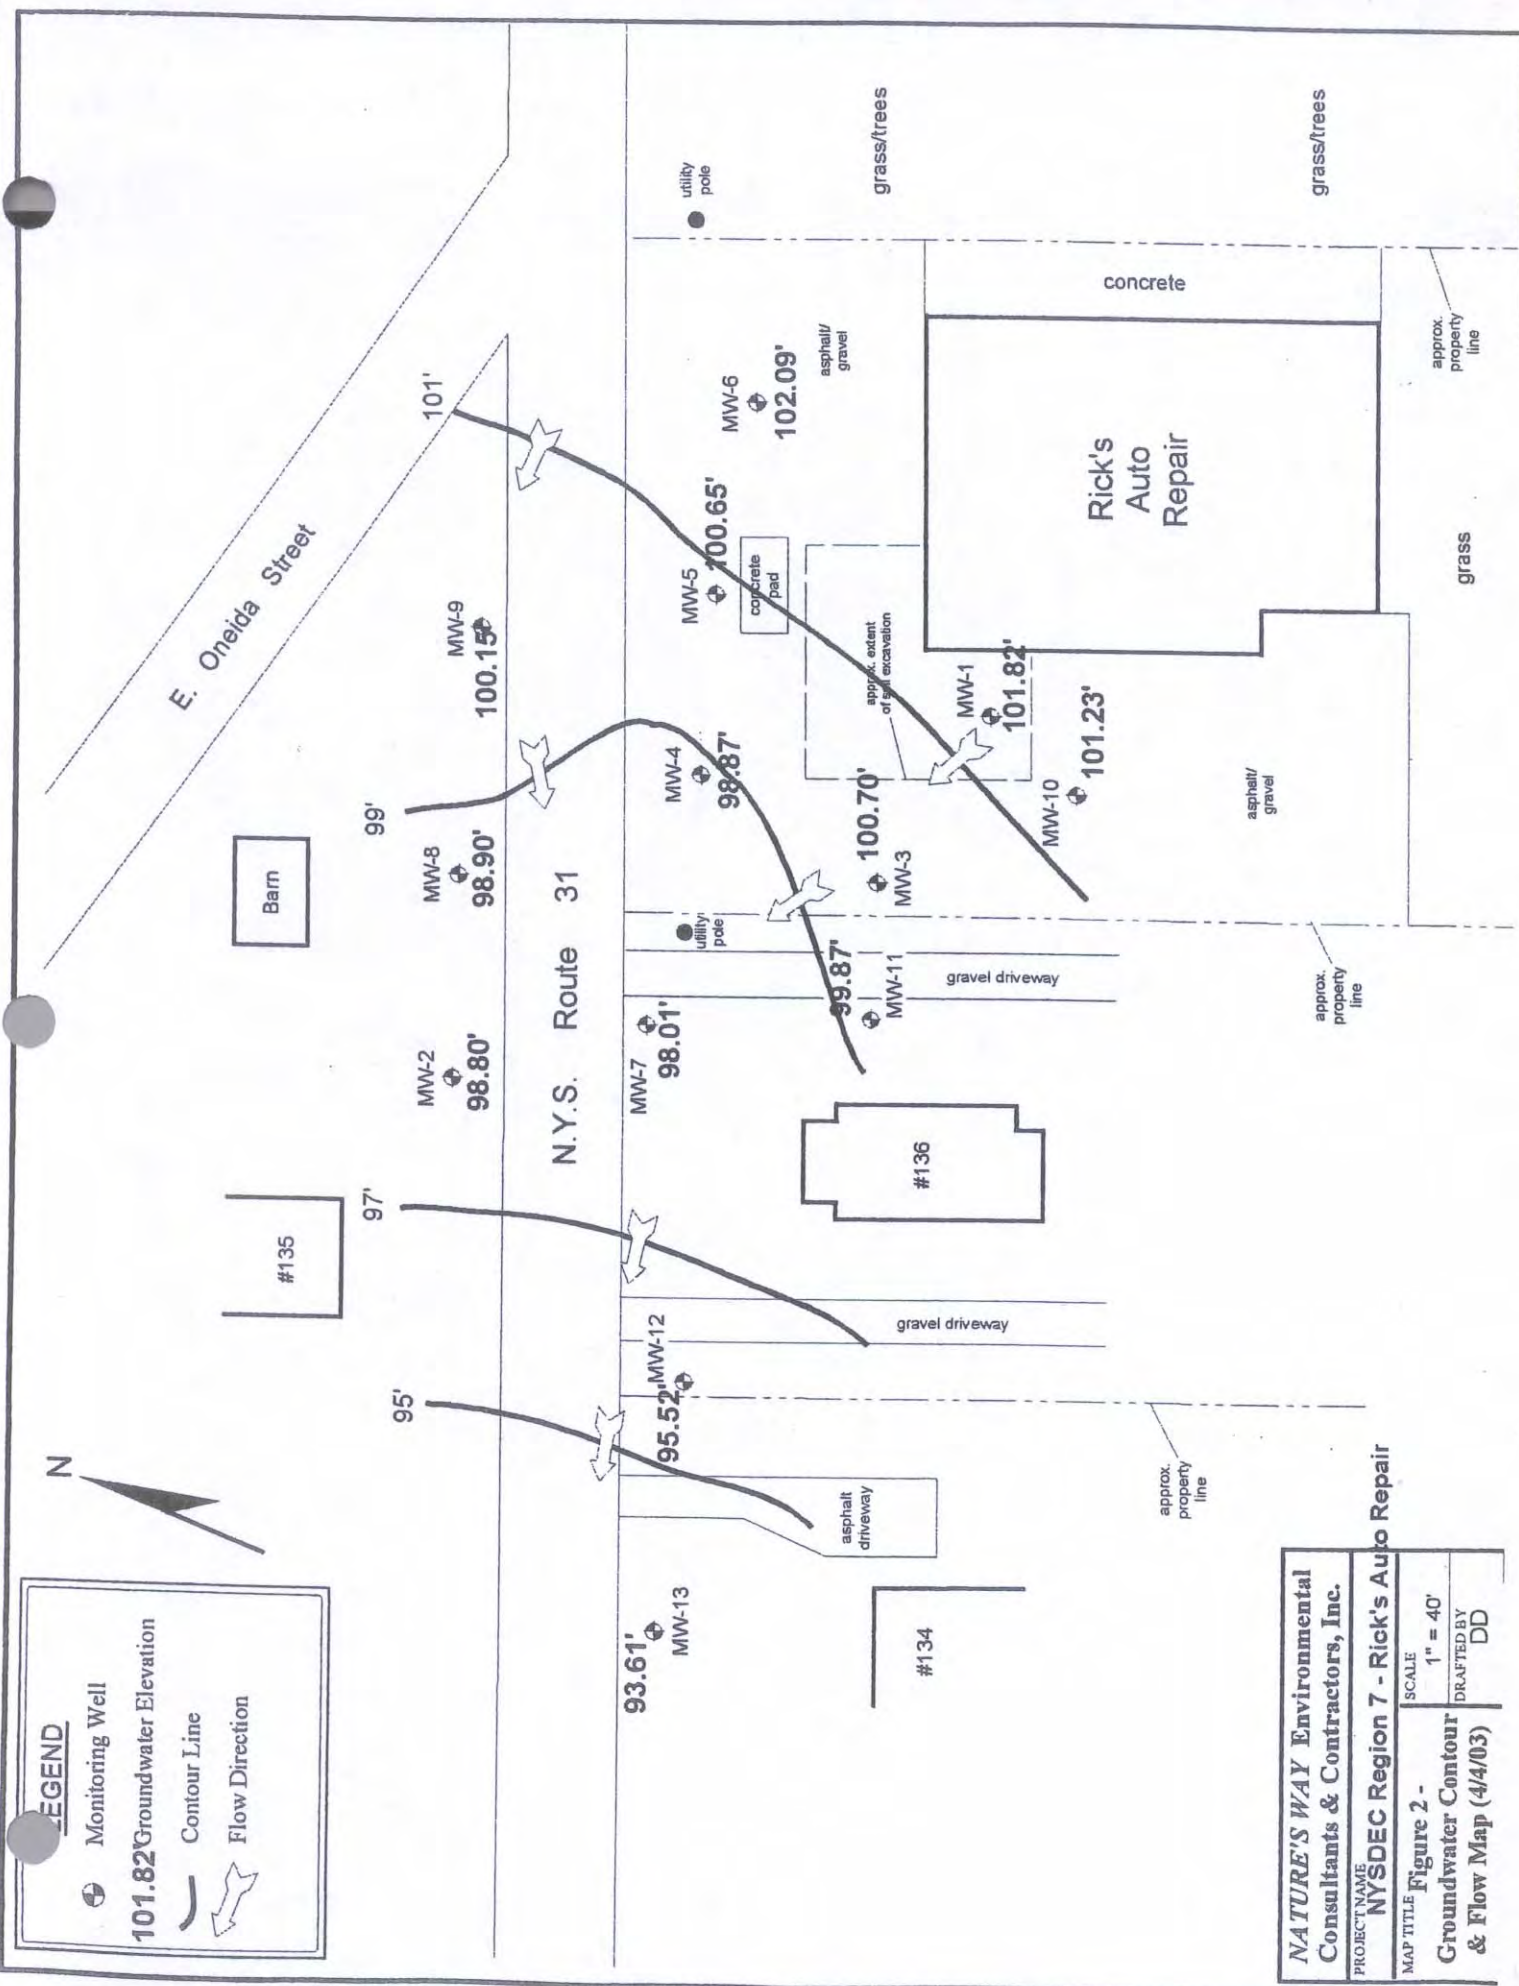 LEGEND
Monitoring Well
101.82' Groundwater Elevation
Contour Line
Flow Direction
N
95'
97'
99'
101'
#135
Barn
E. Oneida Street
MW-2
98.80'
MW-8
98.90'
MW-9
100.15'
N.Y.S. Route 31
93.61'
MW-13
95.52'
MW-12
MW-7
98.01'
utility
pole
MW-4
98.87'
MW-5
100.65'
concrete
pad
MW-6
102.09'
utility
pole
asphalt/
gravel
grass/trees
#134
asphalt
driveway
gravel driveway
#136
99.87'
MW-11
gravel driveway
100.70'
MW-3
approx. extent
of soil excavation
MW-1
101.82'
MW-10
101.23'
Rick's
Auto
Repair
concrete
grass/trees
asphalt/
gravel
grass
approx.
property
line
approx.
property
line
approx.
property
line
NATURE'S WAY Environmental
Consultants & Contractors, Inc.
PROJECT NAME
NYSDEC Region 7 - Rick's Auto Repair
MAP TITLE Figure 2 -
Groundwater Contour
& Flow Map (4/4/03)
SCALE
1" = 40'
DRAFTED BY
DD